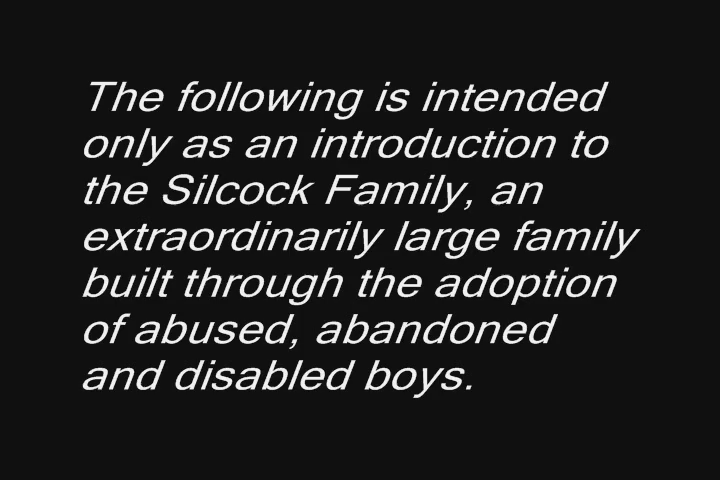 The following is intended
only as an introduction to
the Silcock Family, an
extraordinarily large family
built through the adoption
of abused, abandoned
and disabled boys.